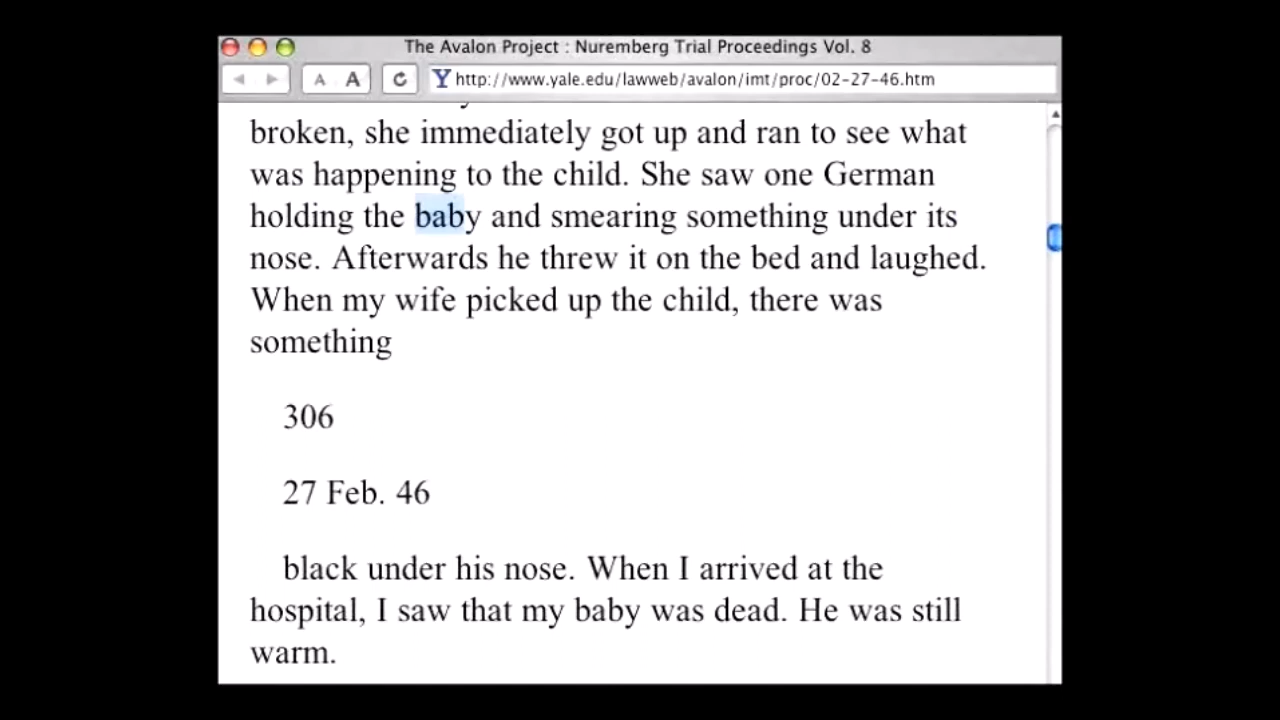 The Avalon Project : Nuremberg Trial Proceedings Vol. 8
A A
Y http://www.yale.edu/lawweb/avalon/imt/proc/02-27-46.htm
broken, she immediately got up and ran to see what
was happening to the child. She saw one German
holding the baby and smearing something under its
nose. Afterwards he threw it on the bed and laughed.
When my wife picked up the child, there was
something
306
27 Feb. 46
black under his nose. When I arrived at the
hospital, I saw that my baby was dead. He was still
warm.